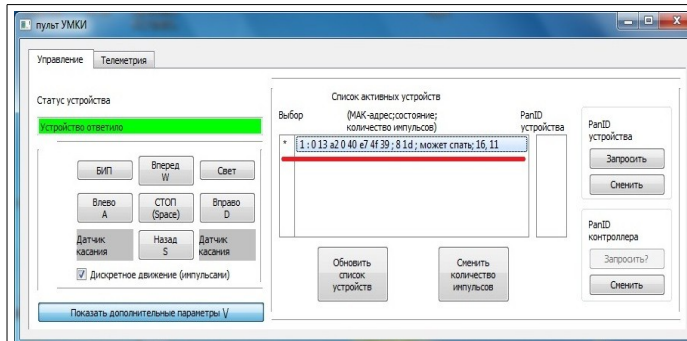 пульт УМКИ
Управление
Телеметрия
Статус устройства
Устройство ответило
БИП
Вперед
W
Свет
Влево
A
СТОП
(Space)
Вправо
D
Датчик
касания
Назад
S
Датчик
касания
Дискретное движение (импульсами)
Показать дополнительные параметры V
Список активных устройств
Выбор
(МАК-адрес;состояние;
количество импульсов)
PanID
устройства
* 1 : 0 13 a2 0 40 e7 4f 39 ; 8 1d ; может спать; 16, 11
Обновить
список
устройств
Сменить
количество
импульсов
PanID
устройства
Запросить
Сменить
PanID
контроллера
Запросить?
Сменить